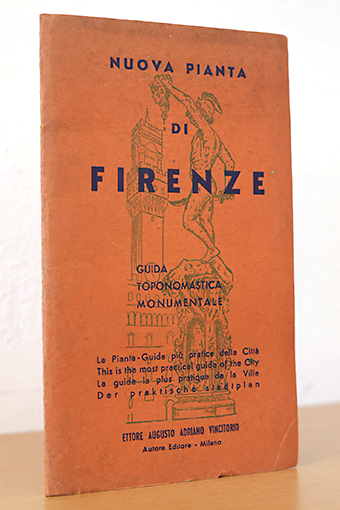 NUOVA PIANTA
DI
FIRENZE
GUIDA
TOPONOMASTICA
MONUMENTALE
La Pianta-Guida più pratica della Città
This is the most practical guide of the City
La guide la plus pratique de la Ville
Der praktische stadtplan
ETTORE AUGUSTO ADRIANO VINCITORIO
Autore Editore - Milano